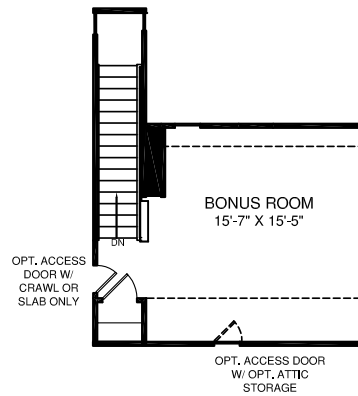 BONUS ROOM
15'-7" X 15'-5"
DN
OPT. ACCESS
DOOR W/
CRAWL OR
SLAB ONLY
OPT. ACCESS DOOR
W/ OPT. ATTIC
STORAGE